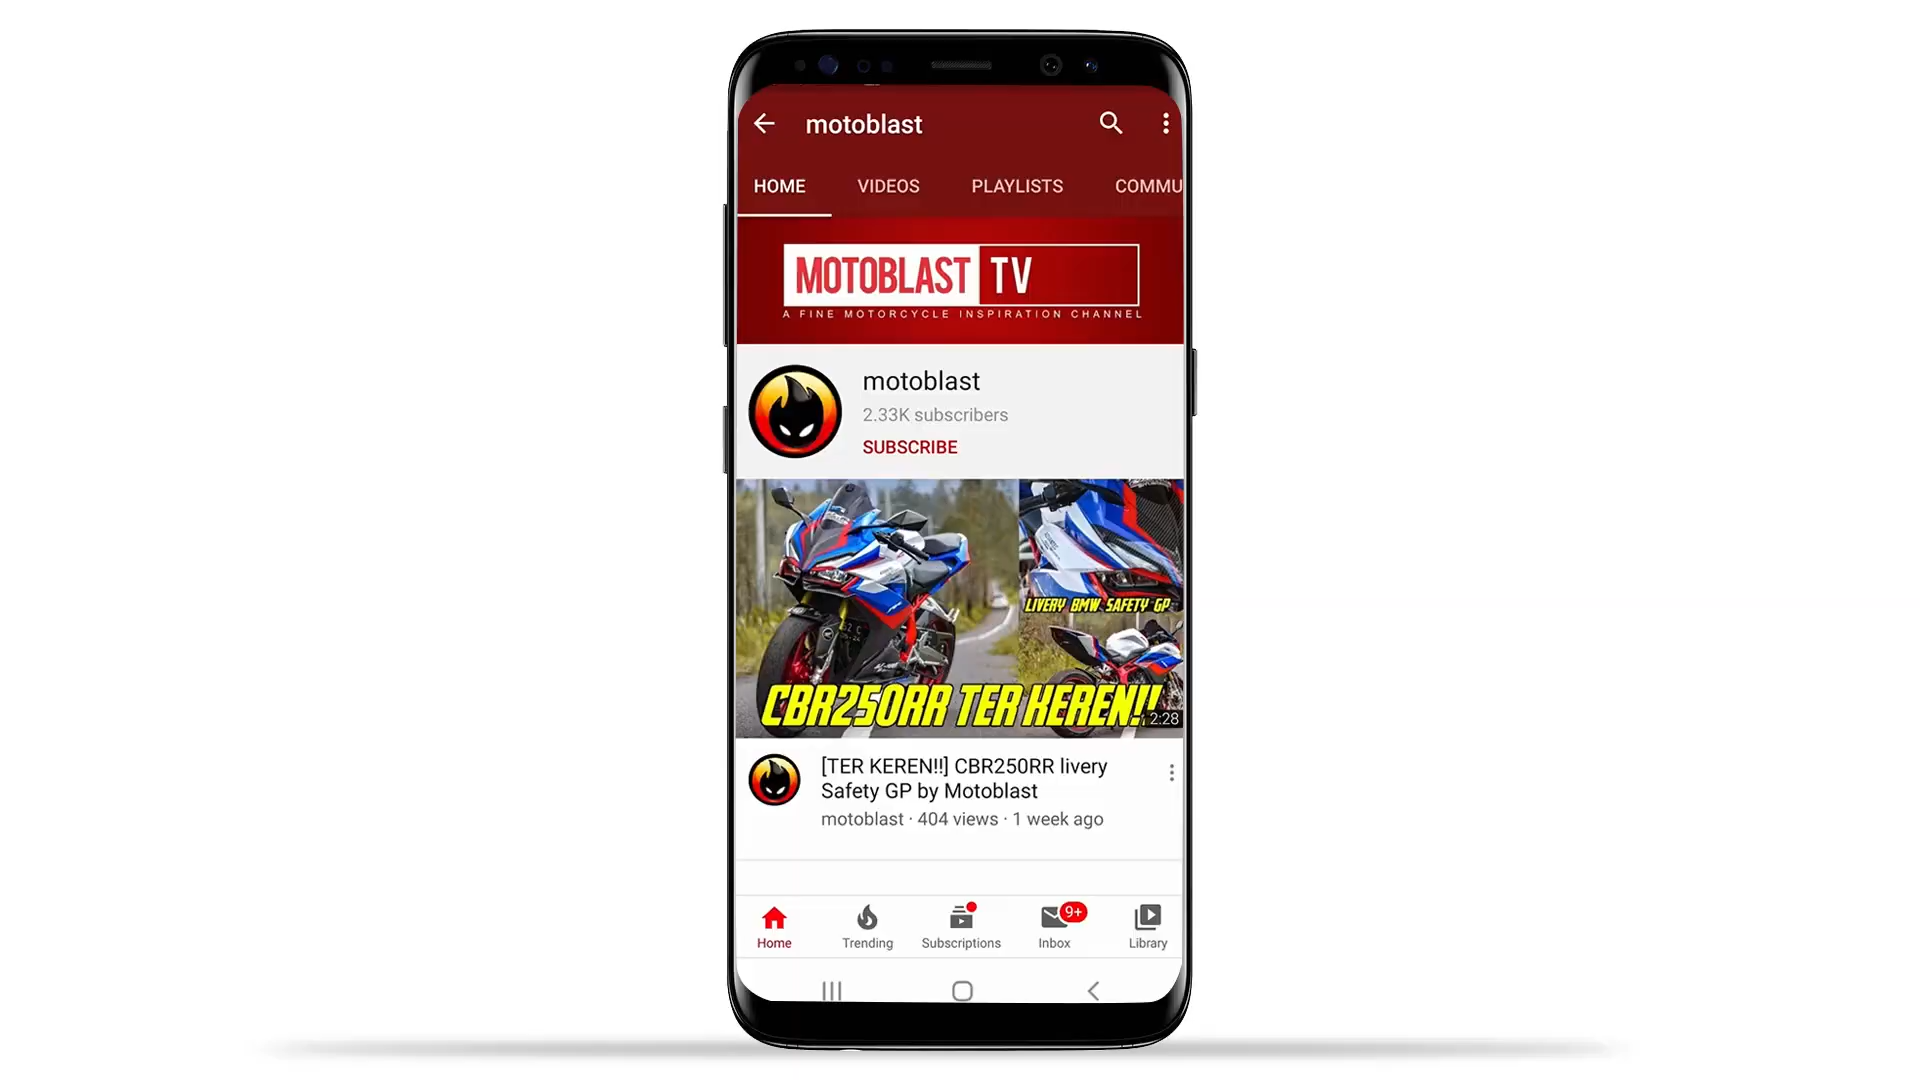 motoblast
HOME VIDEOS PLAYLISTS COMMU
MOTOBLAST TV
A FINE MOTORCYCLE INSPIRATION CHANNEL
motoblast
2.33K subscribers
SUBSCRIBE
LIVERY BMW SAFETY GP
CBR250RR TER KEREN!!
2:28
[TER KEREN!!] CBR250RR livery
Safety GP by Motoblast
motoblast · 404 views · 1 week ago
9+
Home Trending Subscriptions Inbox Library